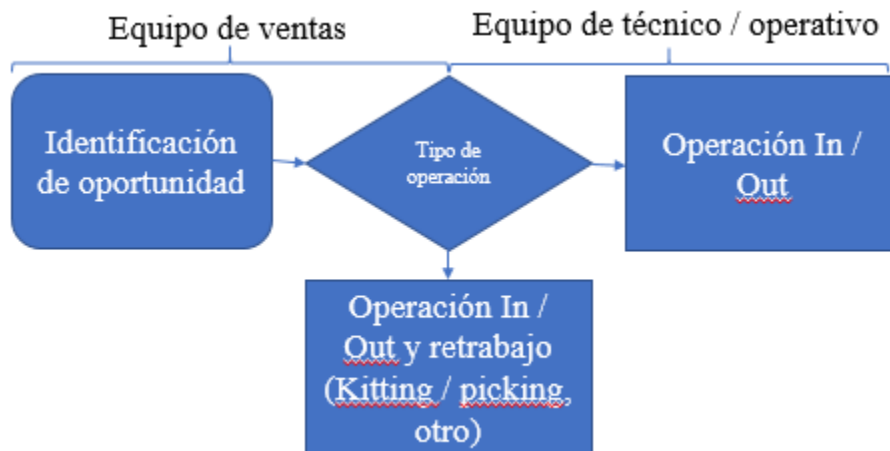 Equipo de ventas
Equipo de técnico / operativo
Identificación
de oportunidad
Tipo de
operación
Operación In /
Out
Operación In /
Out y retrabajo
(Kitting / picking,
otro)